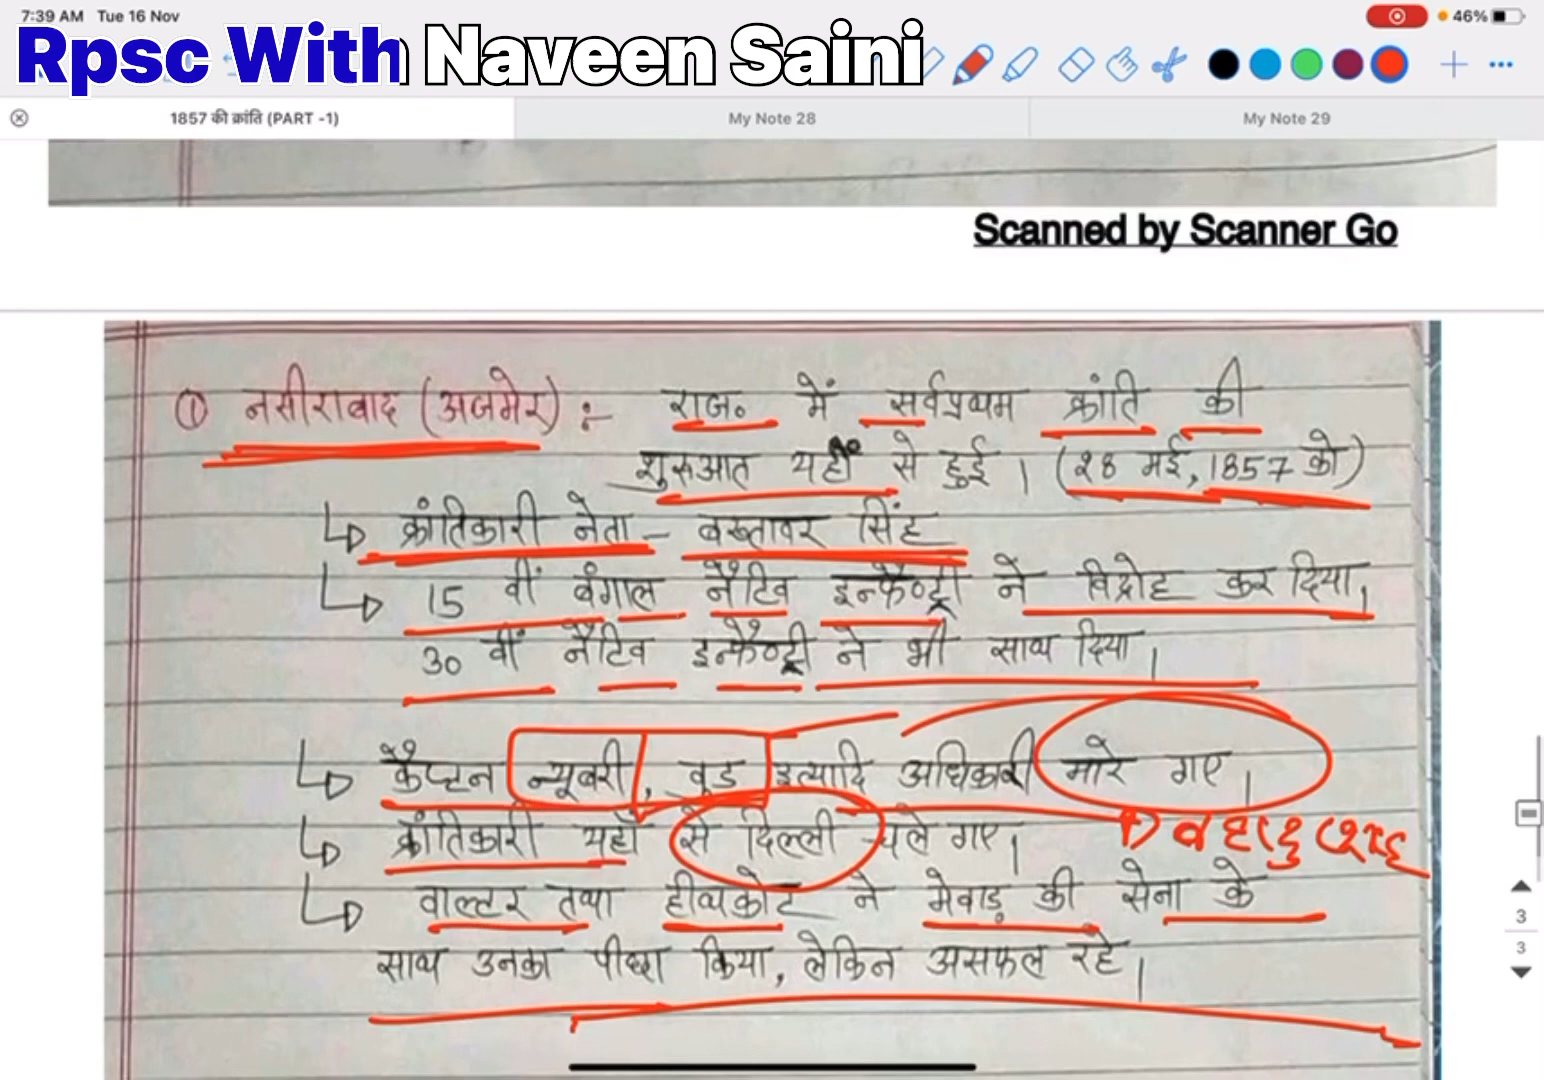 7:39 AM Tue 16 Nov
46%
Rpsc With Naveen Saini
1857 की क्रांति (PART -1)
My Note 28
My Note 29
Scanned by Scanner Go
① नसीराबाद (अजमेर) :- राज॰ में सर्वप्रथम क्रांति की
शुरुआत यहाँ से हुई। (28 मई, 1857 को)
↳ क्रांतिकारी नेता - बख्तावर सिंह
↳ 15 वीं बंगाल नैटिव इन्फैण्ट्री ने विद्रोह कर दिया।
30 वीं नैटिव इन्फैण्ट्री ने भी साथ दिया।
↳ कैप्टन न्यूबरी, वुड इत्यादि अधिकारी मारे गए।
↳ क्रांतिकारी यहाँ से दिल्ली चले गए।
↳ वाल्टर तथा हीथकोट ने मेवाड़ की सेना के
साथ उनका पीछा किया, लेकिन असफल रहे।
3
3